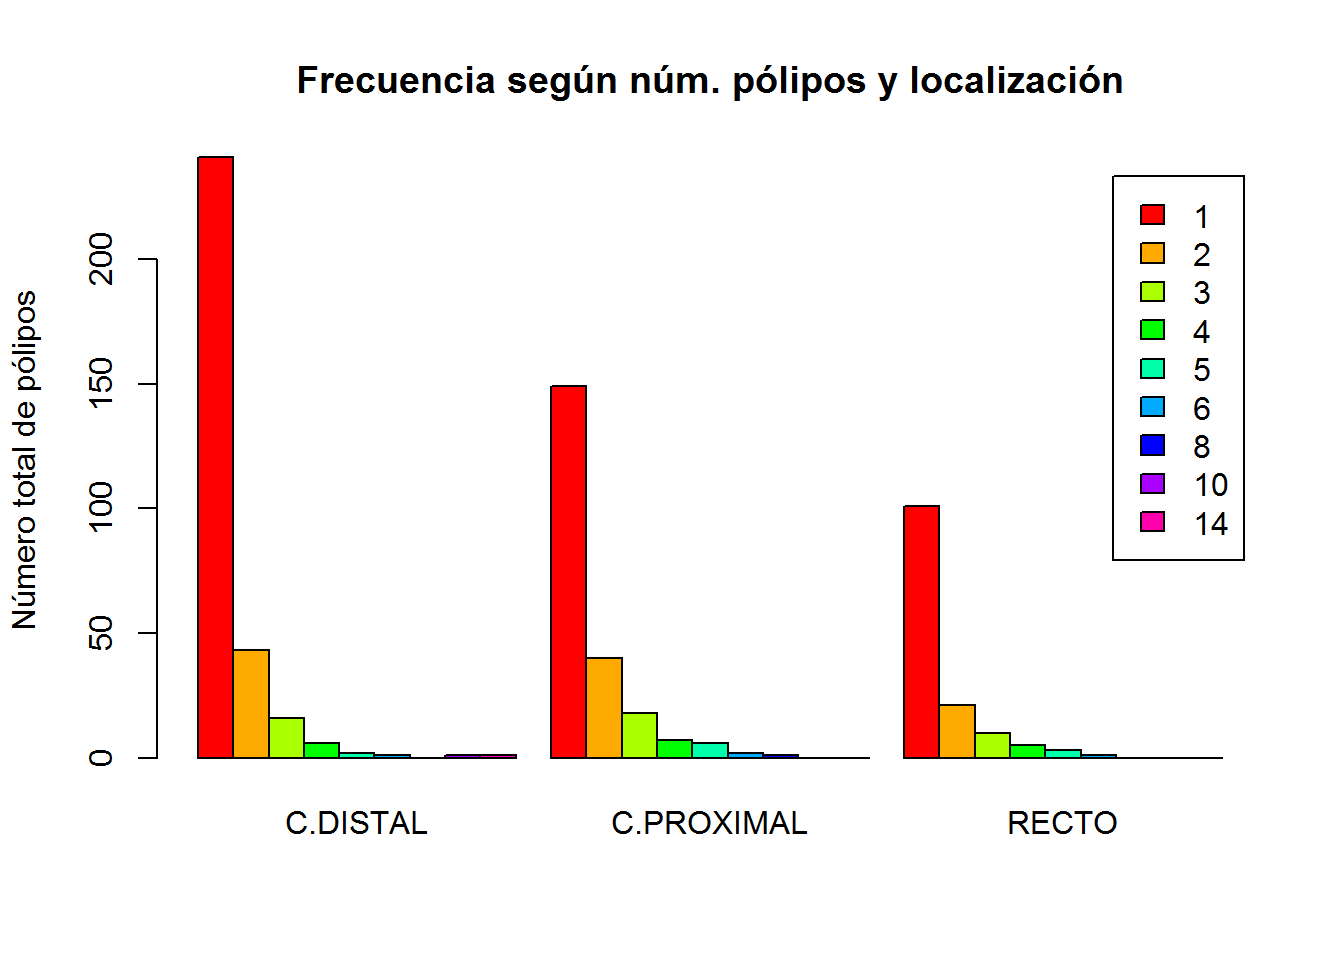 Frecuencia según núm. pólipos y localización
Número total de pólipos
200
150
100
50
0
C.DISTAL
C.PROXIMAL
RECTO
1
2
3
4
5
6
8
10
14